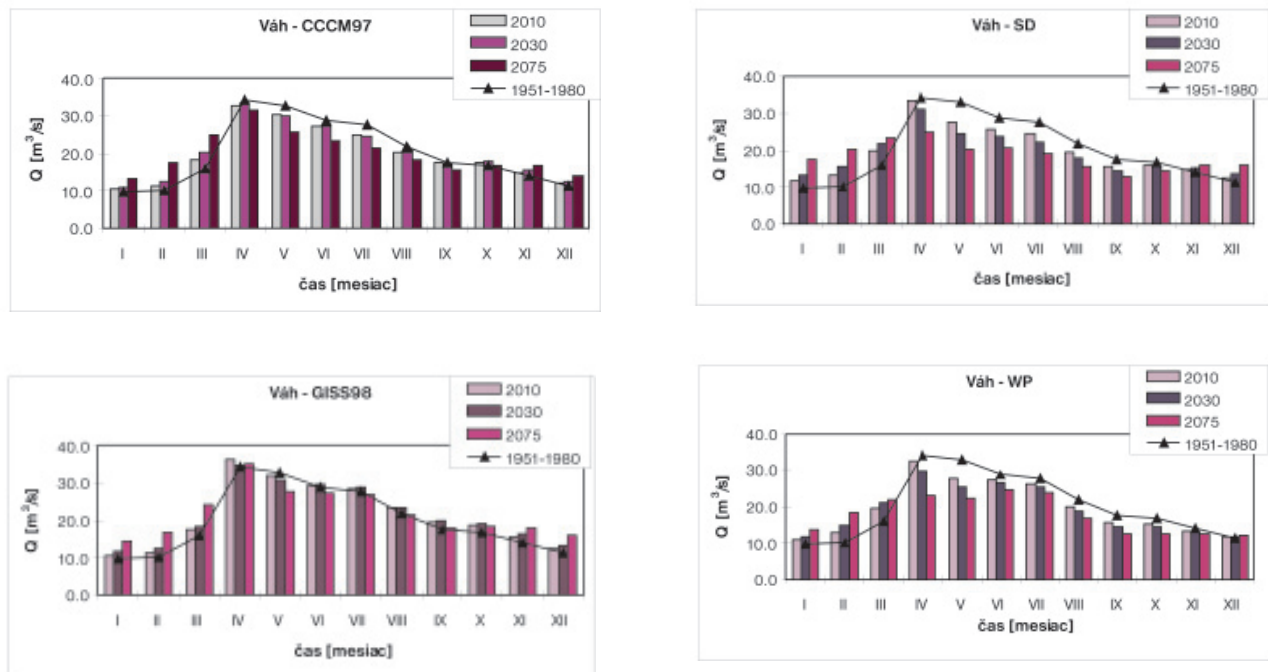 Váh - CCCM97
2010
2030
2075
1951-1980
40.0
30.0
20.0
10.0
0.0
Q [m³/s]
I II III IV V VI VII VIII IX X XI XII
čas [mesiac]
Váh - SD
2010
2030
2075
1951-1980
40.0
30.0
20.0
10.0
0.0
Q [m³/s]
I II III IV V VI VII VIII IX X XI XII
čas [mesiac]
Váh - GISS98
2010
2030
2075
1951-1980
40.0
30.0
20.0
10.0
0.0
Q [m³/s]
I II III IV V VI VII VIII IX X XI XII
čas [mesiac]
Váh - WP
2010
2030
2075
1951-1980
40.0
30.0
20.0
10.0
0.0
Q [m³/s]
I II III IV V VI VII VIII IX X XI XII
čas [mesiac]